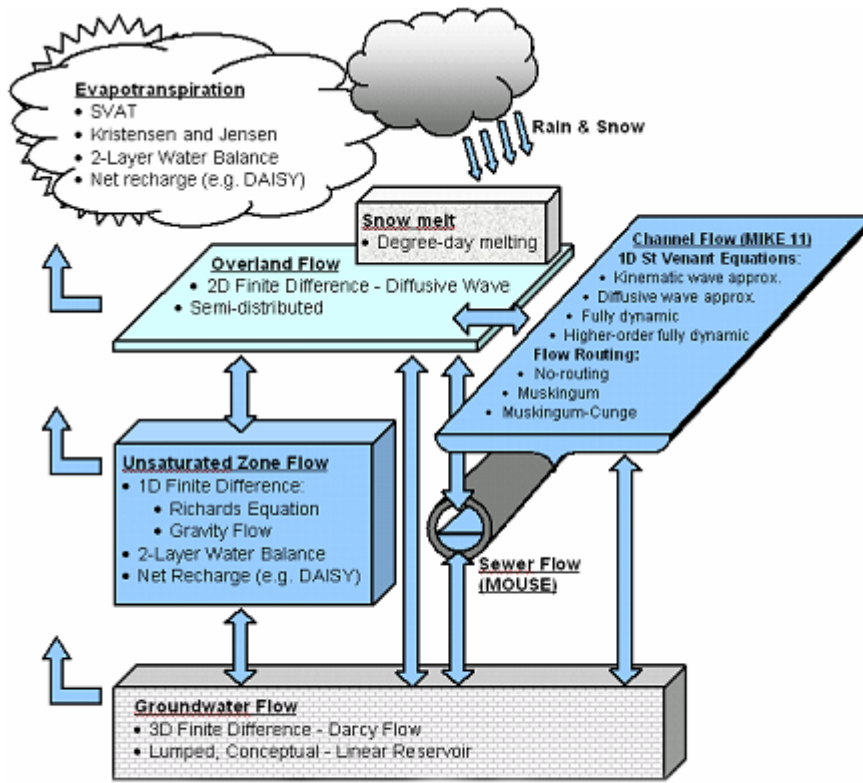 Evapotranspiration
• SVAT
• Kristensen and Jensen
• 2-Layer Water Balance
• Net recharge (e.g. DAISY)
Rain & Snow
Snow melt
• Degree-day melting
Overland Flow
• 2D Finite Difference - Diffusive Wave
• Semi-distributed
Channel Flow (MIKE 11)
1D St Venant Equations:
• Kinematic wave approx.
• Diffusive wave approx.
• Fully dynamic
• Higher-order fully dynamic
Flow Routing:
• No-routing
• Muskingum
• Muskingum-Cunge
Unsaturated Zone Flow
• 1D Finite Difference:
• Richards Equation
• Gravity Flow
• 2-Layer Water Balance
• Net Recharge (e.g. DAISY)
Sewer Flow
(MOUSE)
Groundwater Flow
• 3D Finite Difference - Darcy Flow
• Lumped, Conceptual - Linear Reservoir